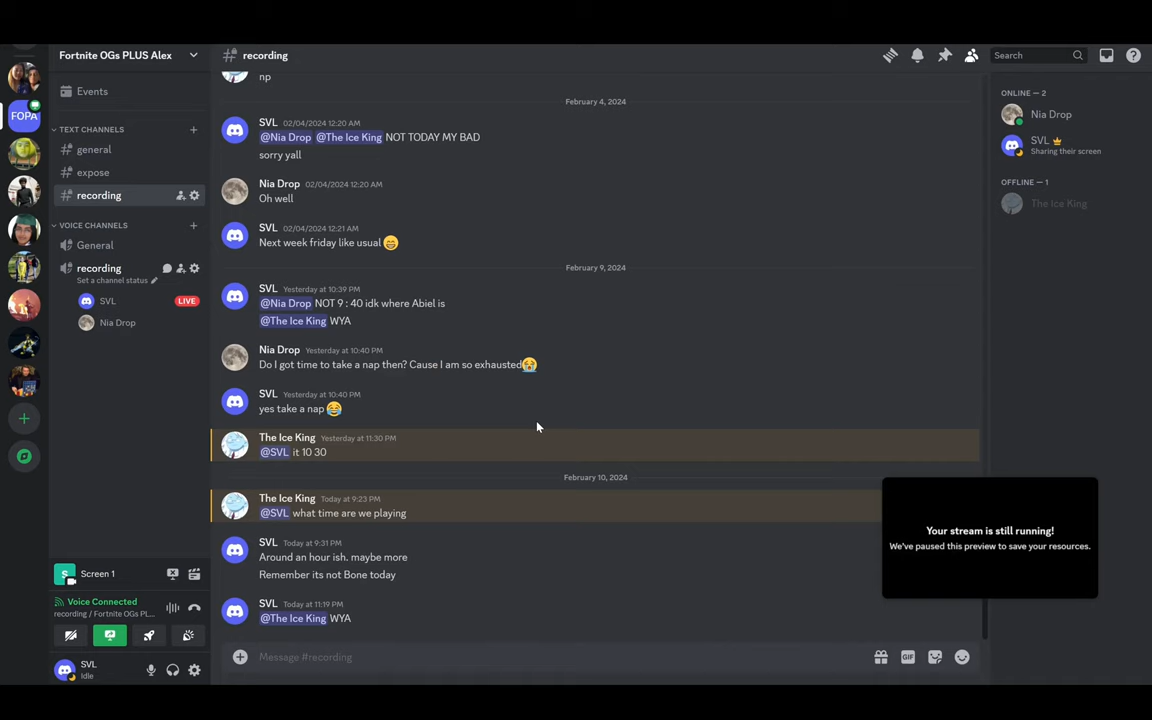 Fortnite OGs PLUS Alex
recording
Search
FOPA
Events
TEXT CHANNELS
general
expose
recording
VOICE CHANNELS
General
recording
Set a channel status
SVL
LIVE
Nia Drop
S
Screen 1
Voice Connected
recording / Fortnite OGs PL...
SVL
Idle
np
February 4, 2024
SVL 02/04/2024 12:20 AM
@Nia Drop @The Ice King NOT TODAY MY BAD
sorry yall
Nia Drop 02/04/2024 12:20 AM
Oh well
SVL 02/04/2024 12:21 AM
Next week friday like usual 😁
February 9, 2024
SVL Yesterday at 10:39 PM
@Nia Drop NOT 9 : 40 idk where Abiel is
@The Ice King WYA
Nia Drop Yesterday at 10:40 PM
Do I got time to take a nap then? Cause I am so exhausted😭
SVL Yesterday at 10:40 PM
yes take a nap 😂
The Ice King Yesterday at 11:30 PM
@SVL it 10 30
February 10, 2024
The Ice King Today at 9:23 PM
@SVL what time are we playing
SVL Today at 9:31 PM
Around an hour ish. maybe more
Remember its not Bone today
SVL Today at 11:19 PM
@The Ice King WYA
Message #recording
GIF
ONLINE — 2
Nia Drop
SVL
Sharing their screen
OFFLINE — 1
The Ice King
Your stream is still running!
We've paused this preview to save your resources.